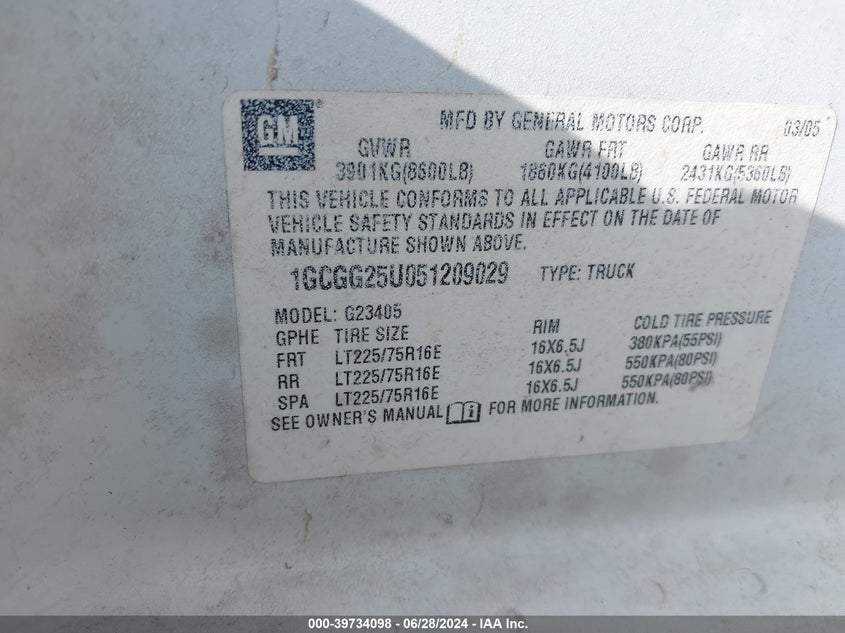 GM
MFD BY GENERAL MOTORS CORP. 03/05
GVWR GAWR FRT GAWR RR
3901KG(8600LB) 1860KG(4100LB) 2431KG(5360LB)
THIS VEHICLE CONFORMS TO ALL APPLICABLE U.S. FEDERAL MOTOR
VEHICLE SAFETY STANDARDS IN EFFECT ON THE DATE OF
MANUFACTURE SHOWN ABOVE.
1GCGG25U051209029 TYPE: TRUCK
MODEL: G23405
GPHE TIRE SIZE RIM COLD TIRE PRESSURE
FRT LT225/75R16E 16X6.5J 380KPA(55PSI)
RR LT225/75R16E 16X6.5J 550KPA(80PSI)
SPA LT225/75R16E 16X6.5J 550KPA(80PSI)
SEE OWNER'S MANUAL FOR MORE INFORMATION.
000-39734098 - 06/28/2024 - IAA Inc.